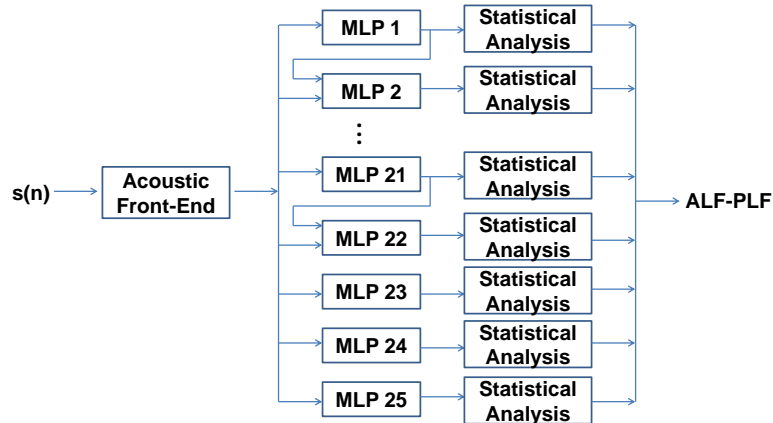 s(n)
Acoustic
Front-End
MLP 1
Statistical
Analysis
MLP 2
Statistical
Analysis
...
MLP 21
Statistical
Analysis
MLP 22
Statistical
Analysis
MLP 23
Statistical
Analysis
MLP 24
Statistical
Analysis
MLP 25
Statistical
Analysis
ALF-PLF